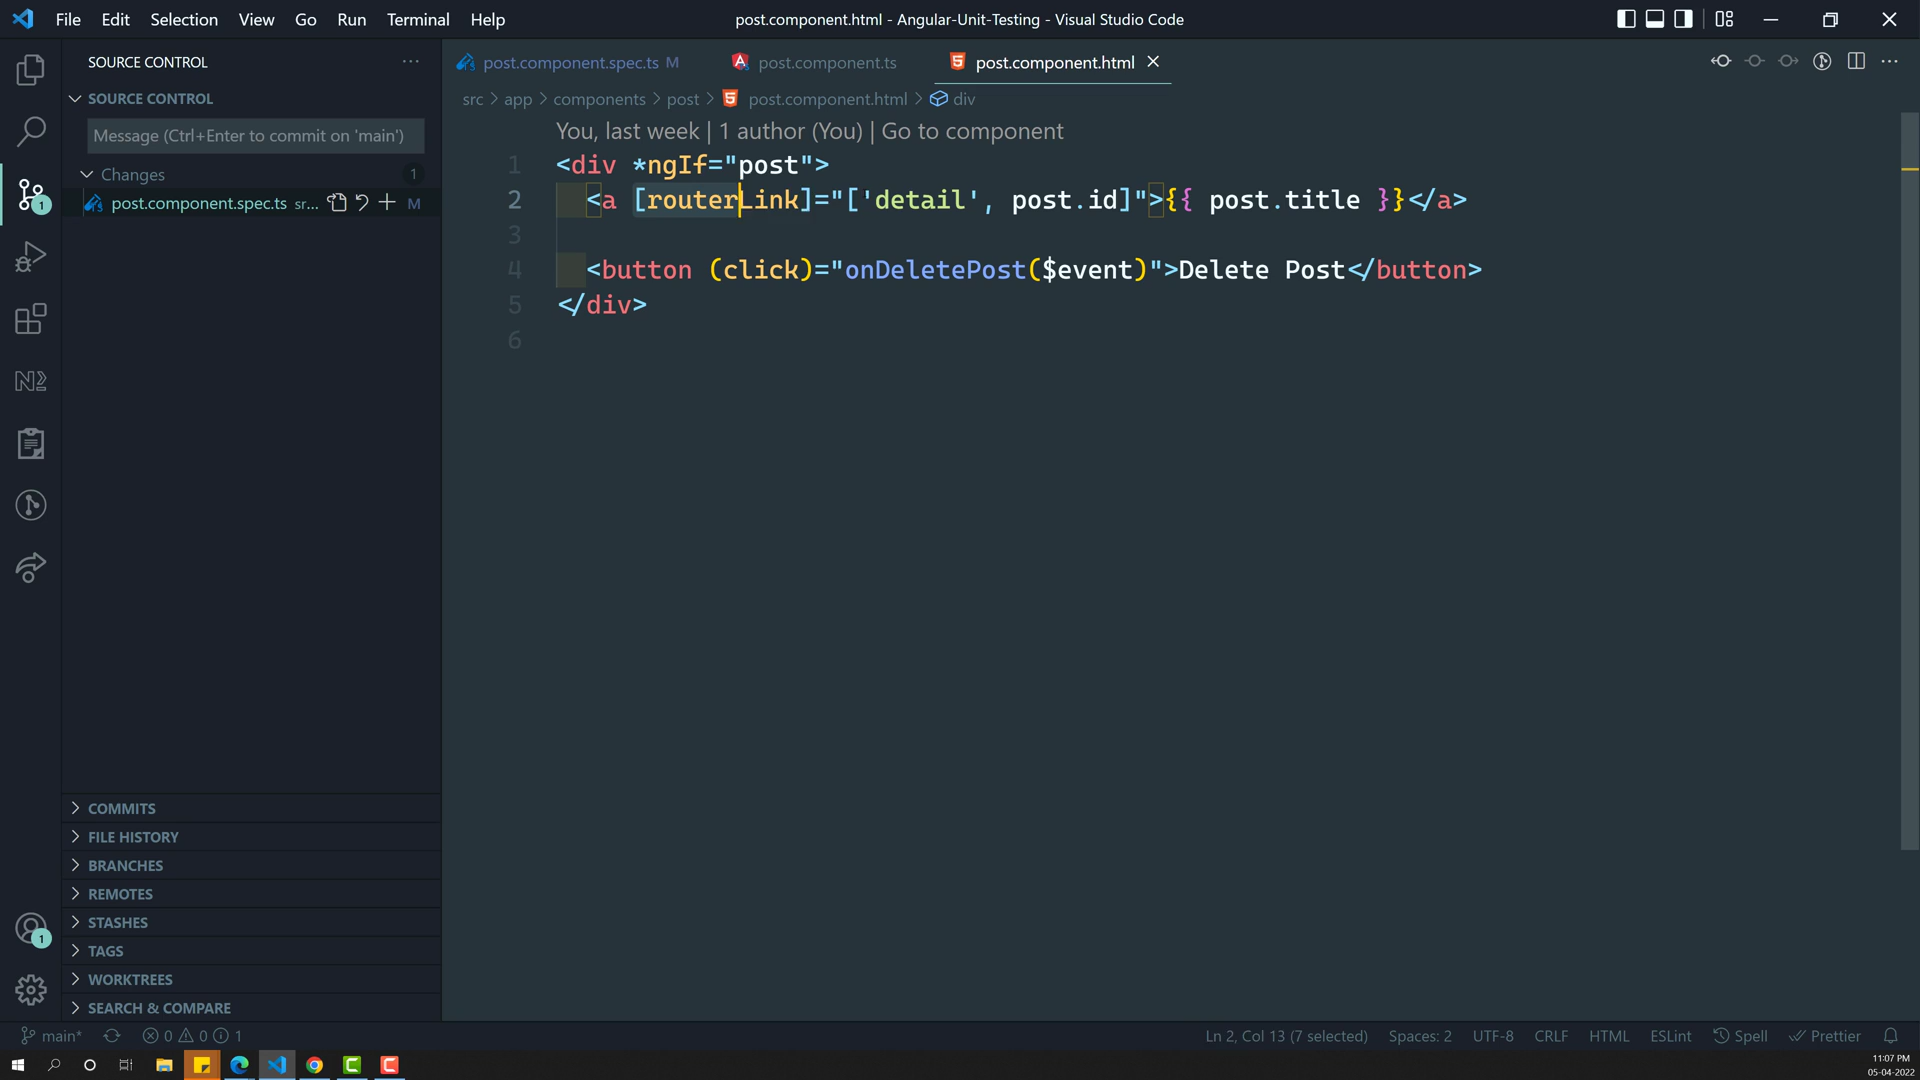 File Edit Selection View Go Run Terminal Help
post.component.html - Angular-Unit-Testing - Visual Studio Code
SOURCE CONTROL
SOURCE CONTROL
Message (Ctrl+Enter to commit on 'main')
Changes 1
post.component.spec.ts sr... M
1
COMMITS
FILE HISTORY
BRANCHES
REMOTES
STASHES
TAGS
WORKTREES
SEARCH & COMPARE
1
post.component.spec.ts M
post.component.ts
post.component.html
src > app > components > post > post.component.html > div
You, last week | 1 author (You) | Go to component
1 <div *ngIf="post">
2 <a [routerLink]="['detail', post.id]">{{ post.title }}</a>
3
4 <button (click)="onDeletePost($event)">Delete Post</button>
5 </div>
6
main* 0 0 1
Ln 2, Col 13 (7 selected) Spaces: 2 UTF-8 CRLF HTML ESLint Spell Prettier
11:07 PM
05-04-2022